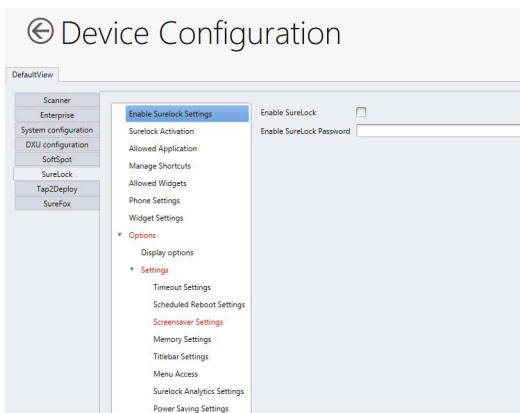 Device Configuration
DefaultView
Scanner
Enterprise
System configuration
DXU configuration
SoftSpot
SureLock
Tap2Deploy
SureFox
Enable Surelock Settings
Surelock Activation
Allowed Application
Manage Shortcuts
Allowed Widgets
Phone Settings
Widget Settings
Options
Display options
Settings
Timeout Settings
Scheduled Reboot Settings
Screensaver Settings
Memory Settings
Titlebar Settings
Menu Access
Surelock Analytics Settings
Power Saving Settings
Enable SureLock
Enable SureLock Password